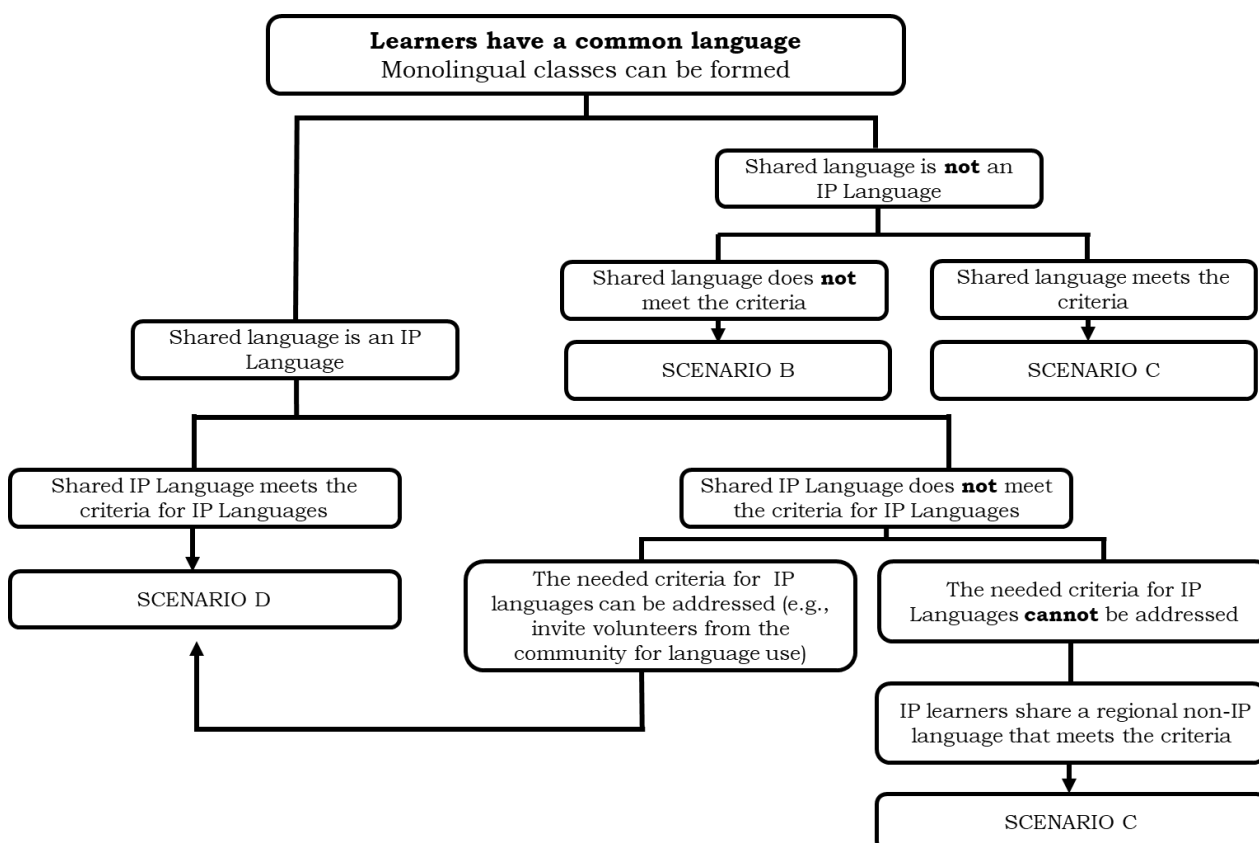 Learners have a common language
Monolingual classes can be formed
Shared language is not an
IP Language
Shared language does not
meet the criteria
Shared language meets the
criteria
Shared language is an IP
Language
SCENARIO B
SCENARIO C
Shared IP Language meets the
criteria for IP Languages
Shared IP Language does not meet
the criteria for IP Languages
SCENARIO D
The needed criteria for IP
languages can be addressed (e.g.,
invite volunteers from the
community for language use)
The needed criteria for IP
Languages cannot be addressed
IP learners share a regional non-IP
language that meets the criteria
SCENARIO C